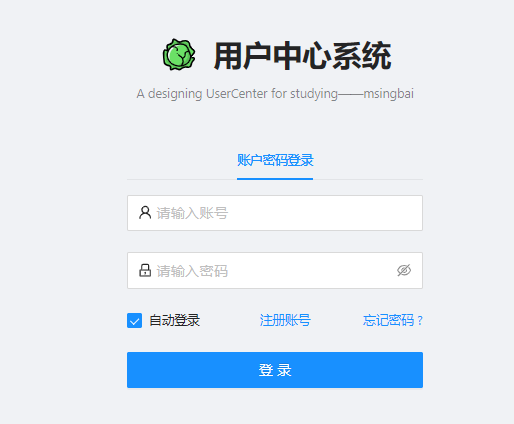 用户中心系统
A designing UserCenter for studying——msingbai
账户密码登录
请输入账号
请输入密码
自动登录 注册账号 忘记密码 ?
登 录